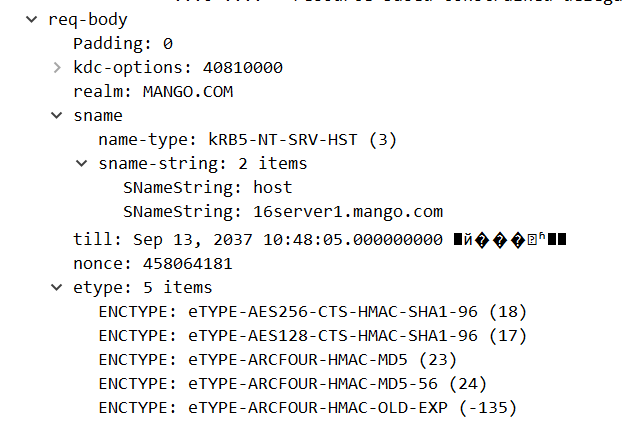 req-body
Padding: 0
kdc-options: 40810000
realm: MANGO.COM
sname
name-type: kRB5-NT-SRV-HST (3)
sname-string: 2 items
SNameString: host
SNameString: 16server1.mango.com
till: Sep 13, 2037 10:48:05.000000000
nonce: 458064181
etype: 5 items
ENCTYPE: eTYPE-AES256-CTS-HMAC-SHA1-96 (18)
ENCTYPE: eTYPE-AES128-CTS-HMAC-SHA1-96 (17)
ENCTYPE: eTYPE-ARCFOUR-HMAC-MD5 (23)
ENCTYPE: eTYPE-ARCFOUR-HMAC-MD5-56 (24)
ENCTYPE: eTYPE-ARCFOUR-HMAC-OLD-EXP (-135)